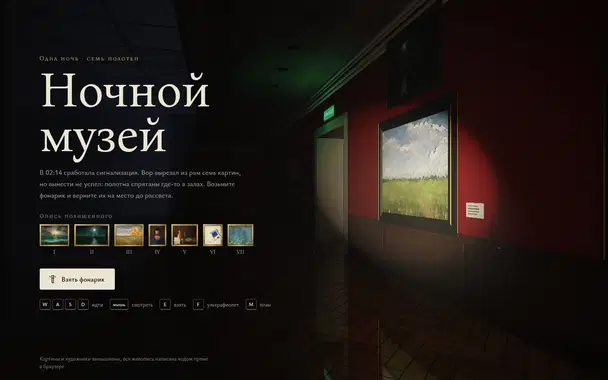 Одна ночь · семь полотен
Ночной
музей
В 02:14 сработала сигнализация. Вор вырезал из рам семь картин,
но вынести не успел: полотна спрятаны где-то в залах. Возьмите
фонарик и верните их на место до рассвета.
Опись похищенного
I II III IV V VI VII
Взять фонарик
W A S D идти мышь смотреть E взять F ультрафиолет M план
Картины и художники вымышлены, вся живопись написана кодом прямо
в браузере